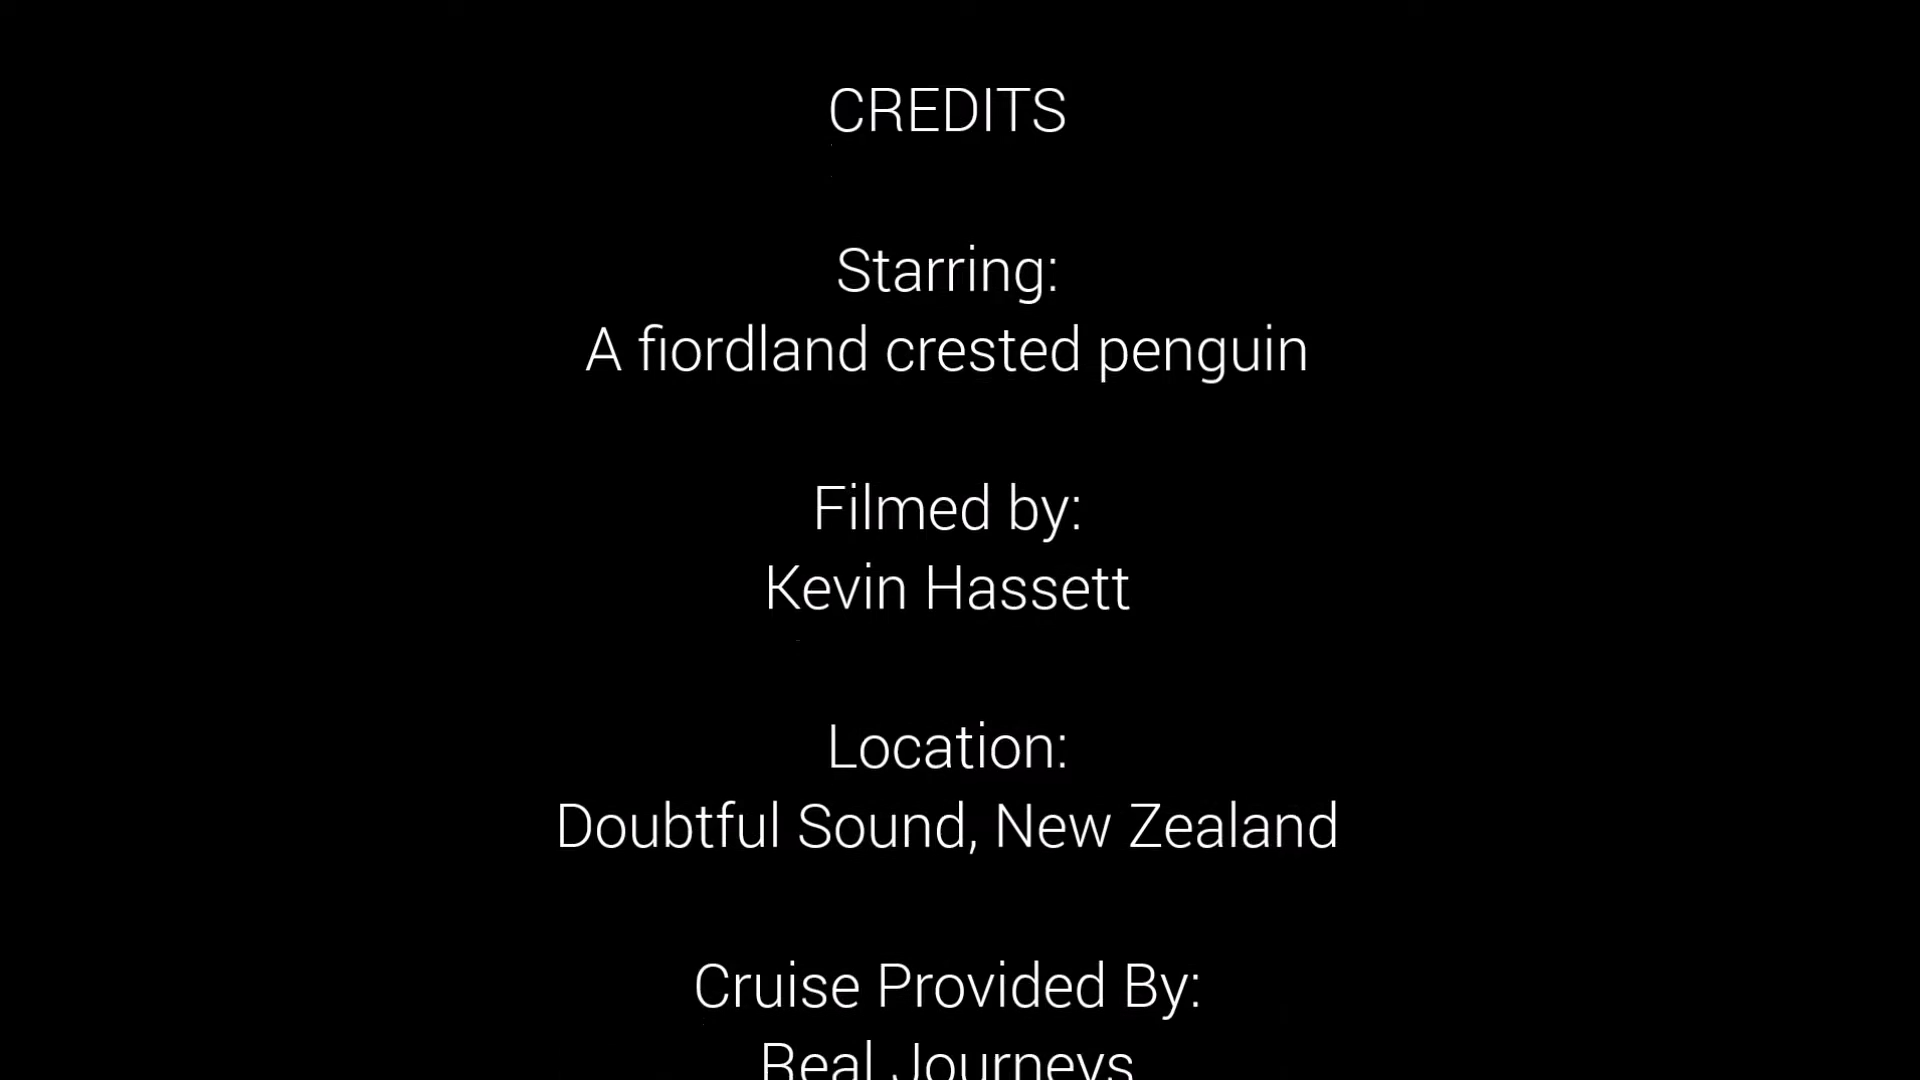 CREDITS
Starring:
A fiordland crested penguin
Filmed by:
Kevin Hassett
Location:
Doubtful Sound, New Zealand
Cruise Provided By:
Real Journeys